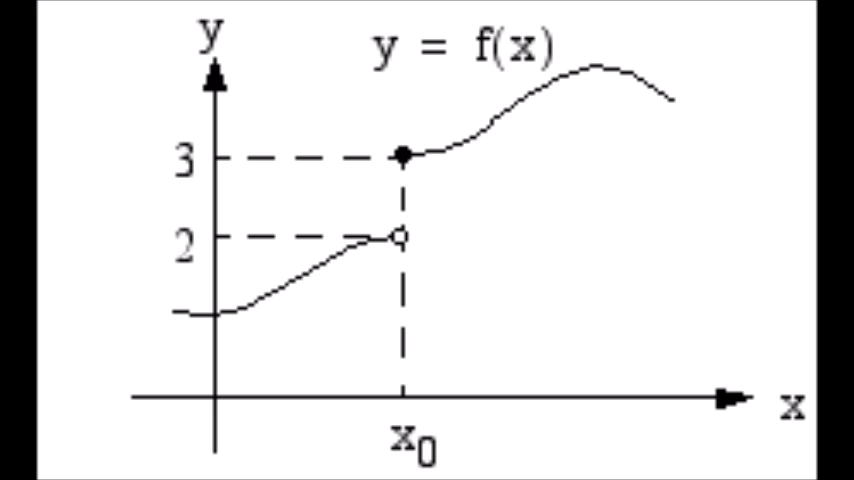 y
y = f(x)
3
2
x
x₀